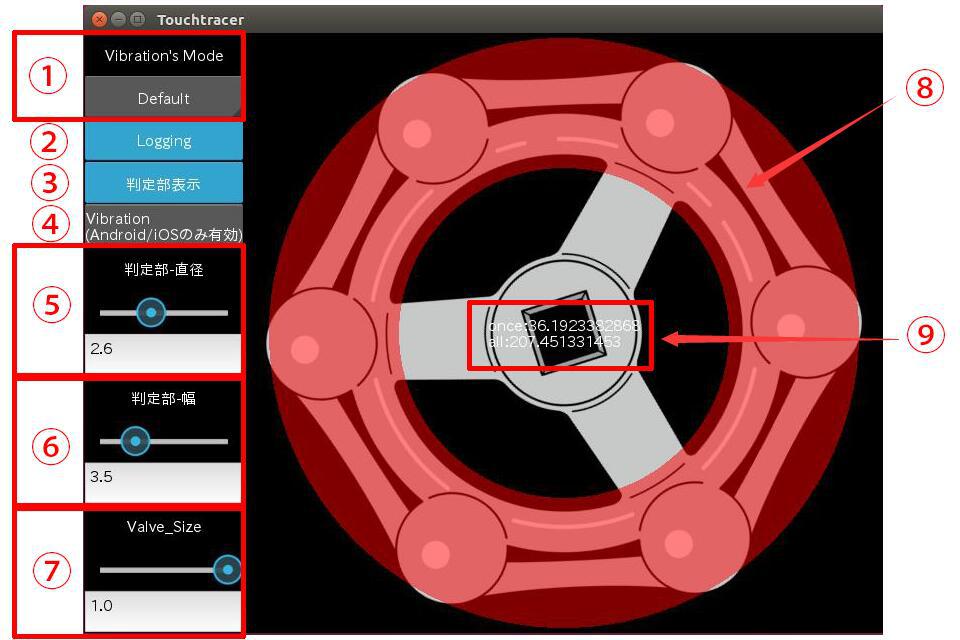 Touchtracer
① Vibration's Mode
Default
② Logging
③ 判定部表示
④ Vibration
(Android/iOSのみ有効)
⑤ 判定部-直径
2.6
⑥ 判定部-幅
3.5
⑦ Valve_Size
1.0
⑧
once:36.1923382868
all:207.451331453
⑨